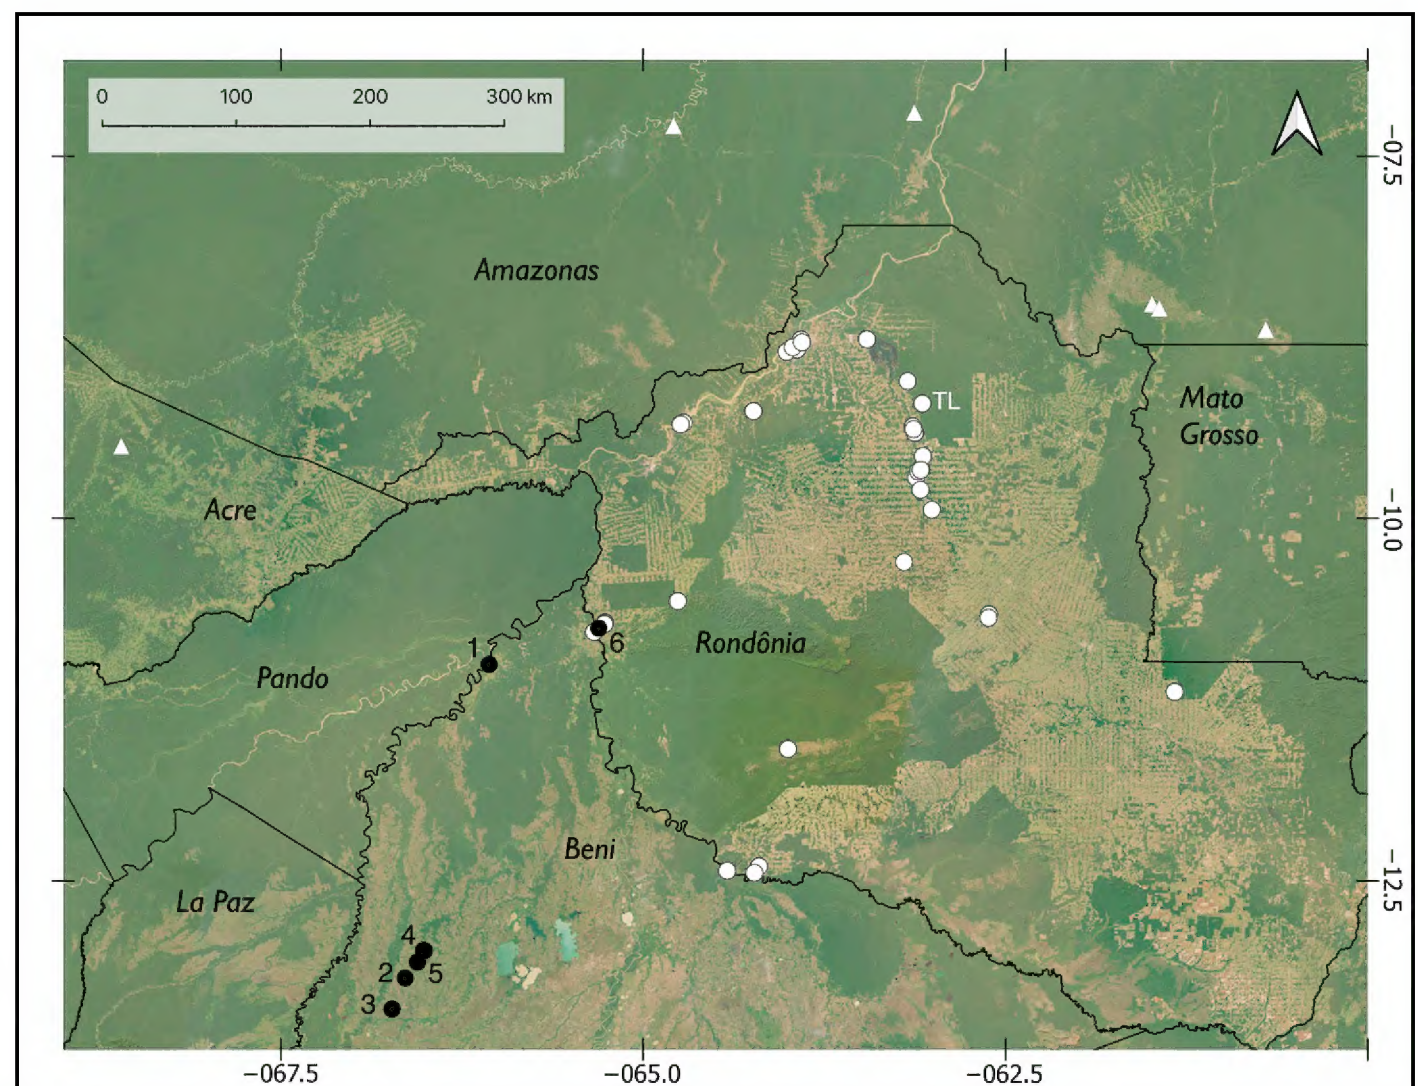 0 100 200 300 km
-07.5
Amazonas
Mato
Grosso
TL
Acre
-10.0
Rondônia
6
1
Pando
Beni
-12.5
La Paz
4
5
2
3
-067.5 -065.0 -062.5